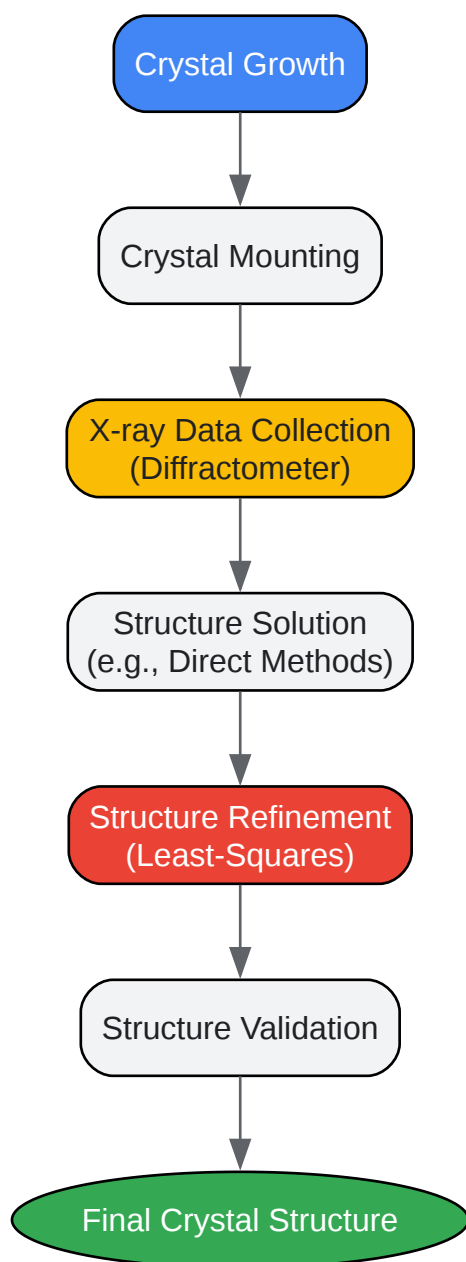 Crystal Growth
Crystal Mounting
X-ray Data Collection
(Diffractometer)
Structure Solution
(e.g., Direct Methods)
Structure Refinement
(Least-Squares)
Structure Validation
Final Crystal Structure